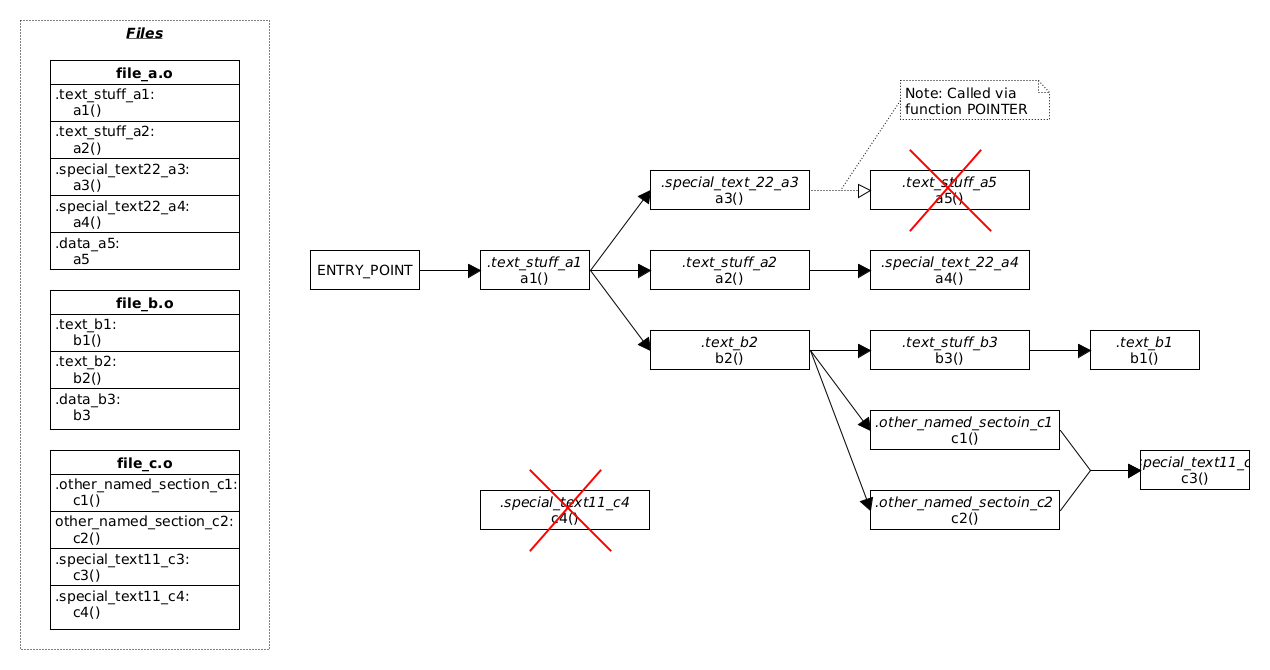 Files
file_a.o
.text_stuff_a1:
a1()
.text_stuff_a2:
a2()
.special_text22_a3:
a3()
.special_text22_a4:
a4()
.data_a5:
a5
file_b.o
.text_b1:
b1()
.text_b2:
b2()
.data_b3:
b3
file_c.o
.other_named_section_c1:
c1()
other_named_section_c2:
c2()
.special_text11_c3:
c3()
.special_text11_c4:
c4()
Note: Called via
function POINTER
.special_text_22_a3
a3()
.text_stuff_a5
a5()
ENTRY_POINT
.text_stuff_a1
a1()
.text_stuff_a2
a2()
.special_text_22_a4
a4()
.text_b2
b2()
.text_stuff_b3
b3()
.text_b1
b1()
.other_named_sectoin_c1
c1()
pecial_text11_c
c3()
.special_text11_c4
c4()
.other_named_sectoin_c2
c2()